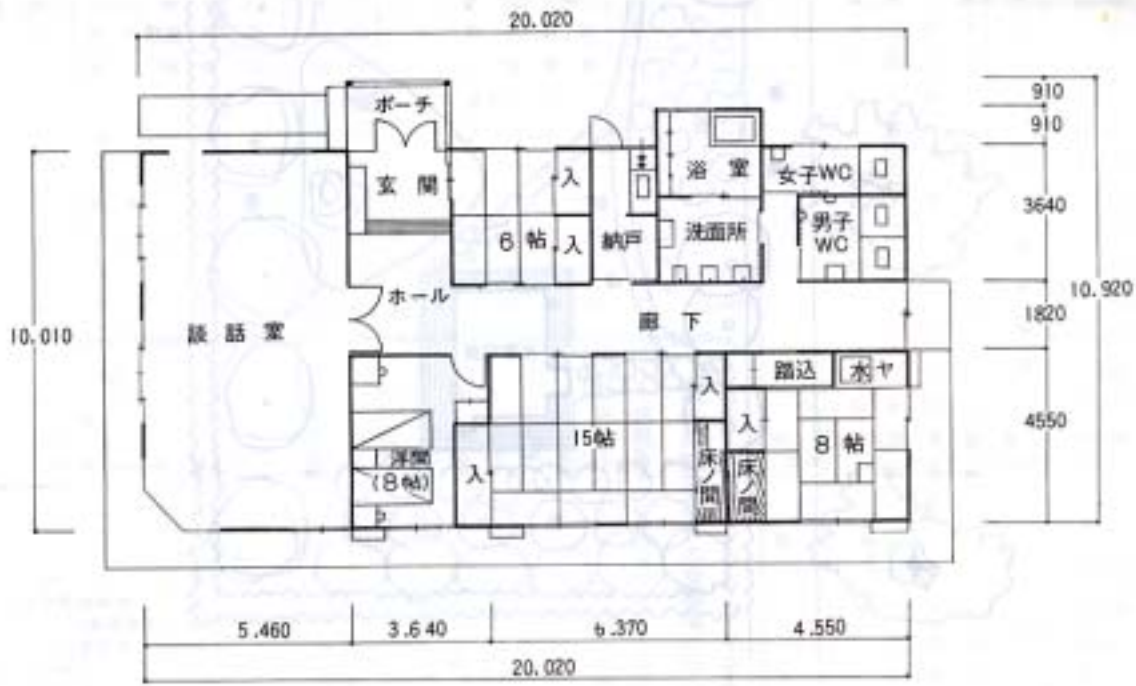 20.020
910
ポーチ
910
玄 関
入
浴 室
女子WC
3640
6 帖
入
納戸
洗面所
男子
WC
ホール
10.920
10.010
談 話 室
廊 下
1820
踏込
水ヤ
入
4550
入
15帖
8 帖
洋間
(8帖)
入
床ノ間
床ノ間
5.460
3.640
6.370
4.550
20.020